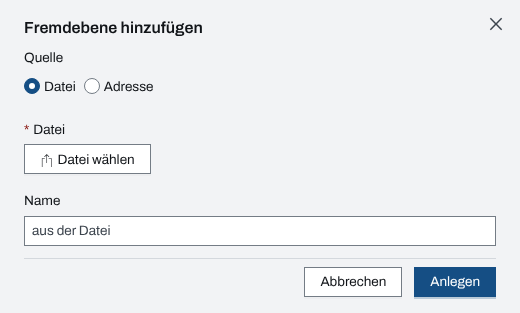 Fremdebene hinzufügen
Quelle
Datei Adresse
* Datei
Datei wählen
Name
aus der Datei
Abbrechen Anlegen